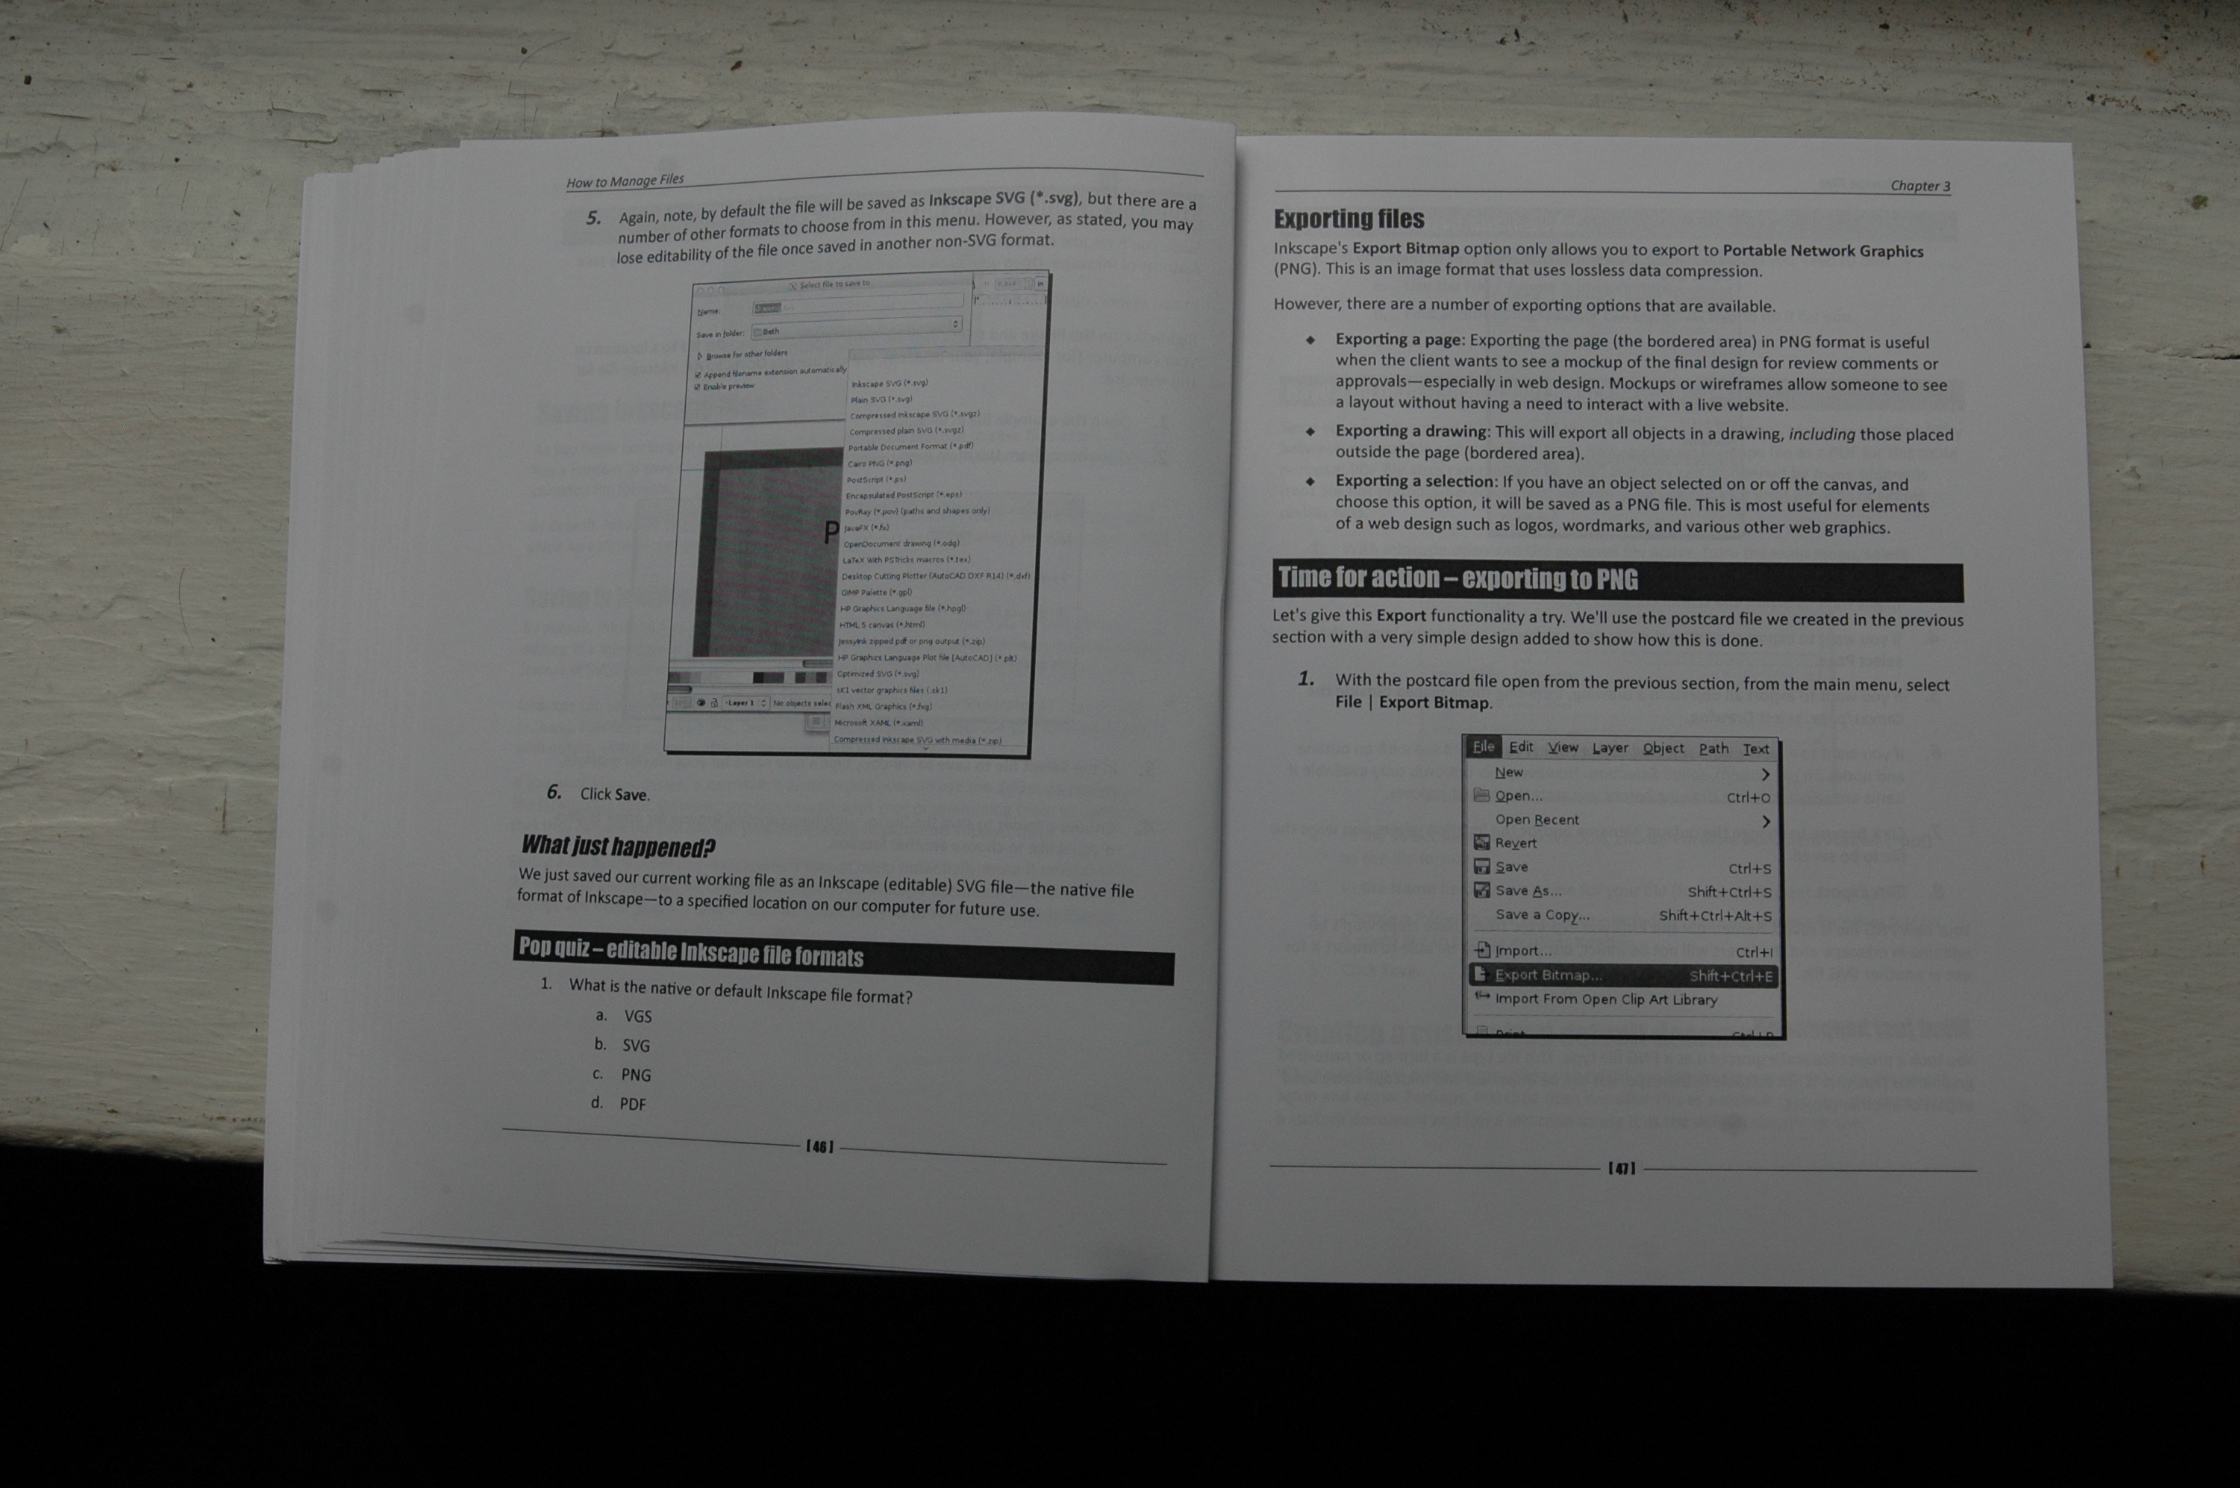 How to Manage Files
5. Again, note, by default the file will be saved as Inkscape SVG (*.svg), but there are a
number of other formats to choose from in this menu. However, as stated, you may
lose editability of the file once saved in another non-SVG format.
Select file to save to
Name:
Save in folder: Beth
Browse for other folders
Append filename extension automatically
Enable preview
Inkscape SVG (*.svg)
Plain SVG (*.svg)
Compressed Inkscape SVG (*.svgz)
Compressed plain SVG (*.svgz)
Portable Document Format (*.pdf)
Cairo PNG (*.png)
PostScript (*.ps)
Encapsulated PostScript (*.eps)
PovRay (*.pov) (paths and shapes only)
JavaFX (*.fx)
OpenDocument drawing (*.odg)
LaTeX With PSTricks macros (*.tex)
Desktop Cutting Plotter (AutoCAD DXF R14) (*.dxf)
GIMP Palette (*.gpl)
HP Graphics Language file (*.hpgl)
HTML 5 canvas (*.html)
JessyInk zipped pdf or png output (*.zip)
HP Graphics Language Plot file [AutoCAD] (*.plt)
Optimized SVG (*.svg)
sK1 vector graphics files (.sk1)
Flash XML Graphics (*.fxg)
Microsoft XAML (*.xaml)
Compressed Inkscape SVG with media (*.zip)
P
Layer 1 No objects selec
6. Click Save.
What just happened?
We just saved our current working file as an Inkscape (editable) SVG file—the native file
format of Inkscape—to a specified location on our computer for future use.
Pop quiz – editable Inkscape file formats
1. What is the native or default Inkscape file format?
a. VGS
b. SVG
c. PNG
d. PDF
[46]
Chapter 3
Exporting files
Inkscape's Export Bitmap option only allows you to export to Portable Network Graphics
(PNG). This is an image format that uses lossless data compression.
However, there are a number of exporting options that are available.
◆ Exporting a page: Exporting the page (the bordered area) in PNG format is useful
when the client wants to see a mockup of the final design for review comments or
approvals—especially in web design. Mockups or wireframes allow someone to see
a layout without having a need to interact with a live website.
◆ Exporting a drawing: This will export all objects in a drawing, including those placed
outside the page (bordered area).
◆ Exporting a selection: If you have an object selected on or off the canvas, and
choose this option, it will be saved as a PNG file. This is most useful for elements
of a web design such as logos, wordmarks, and various other web graphics.
Time for action – exporting to PNG
Let's give this Export functionality a try. We'll use the postcard file we created in the previous
section with a very simple design added to show how this is done.
1. With the postcard file open from the previous section, from the main menu, select
File | Export Bitmap.
File Edit View Layer Object Path Text
New
Open... Ctrl+O
Open Recent
Revert
Save Ctrl+S
Save As... Shift+Ctrl+S
Save a Copy... Shift+Ctrl+Alt+S
Import... Ctrl+I
Export Bitmap... Shift+Ctrl+E
Import From Open Clip Art Library
Print Ctrl+P
[47]